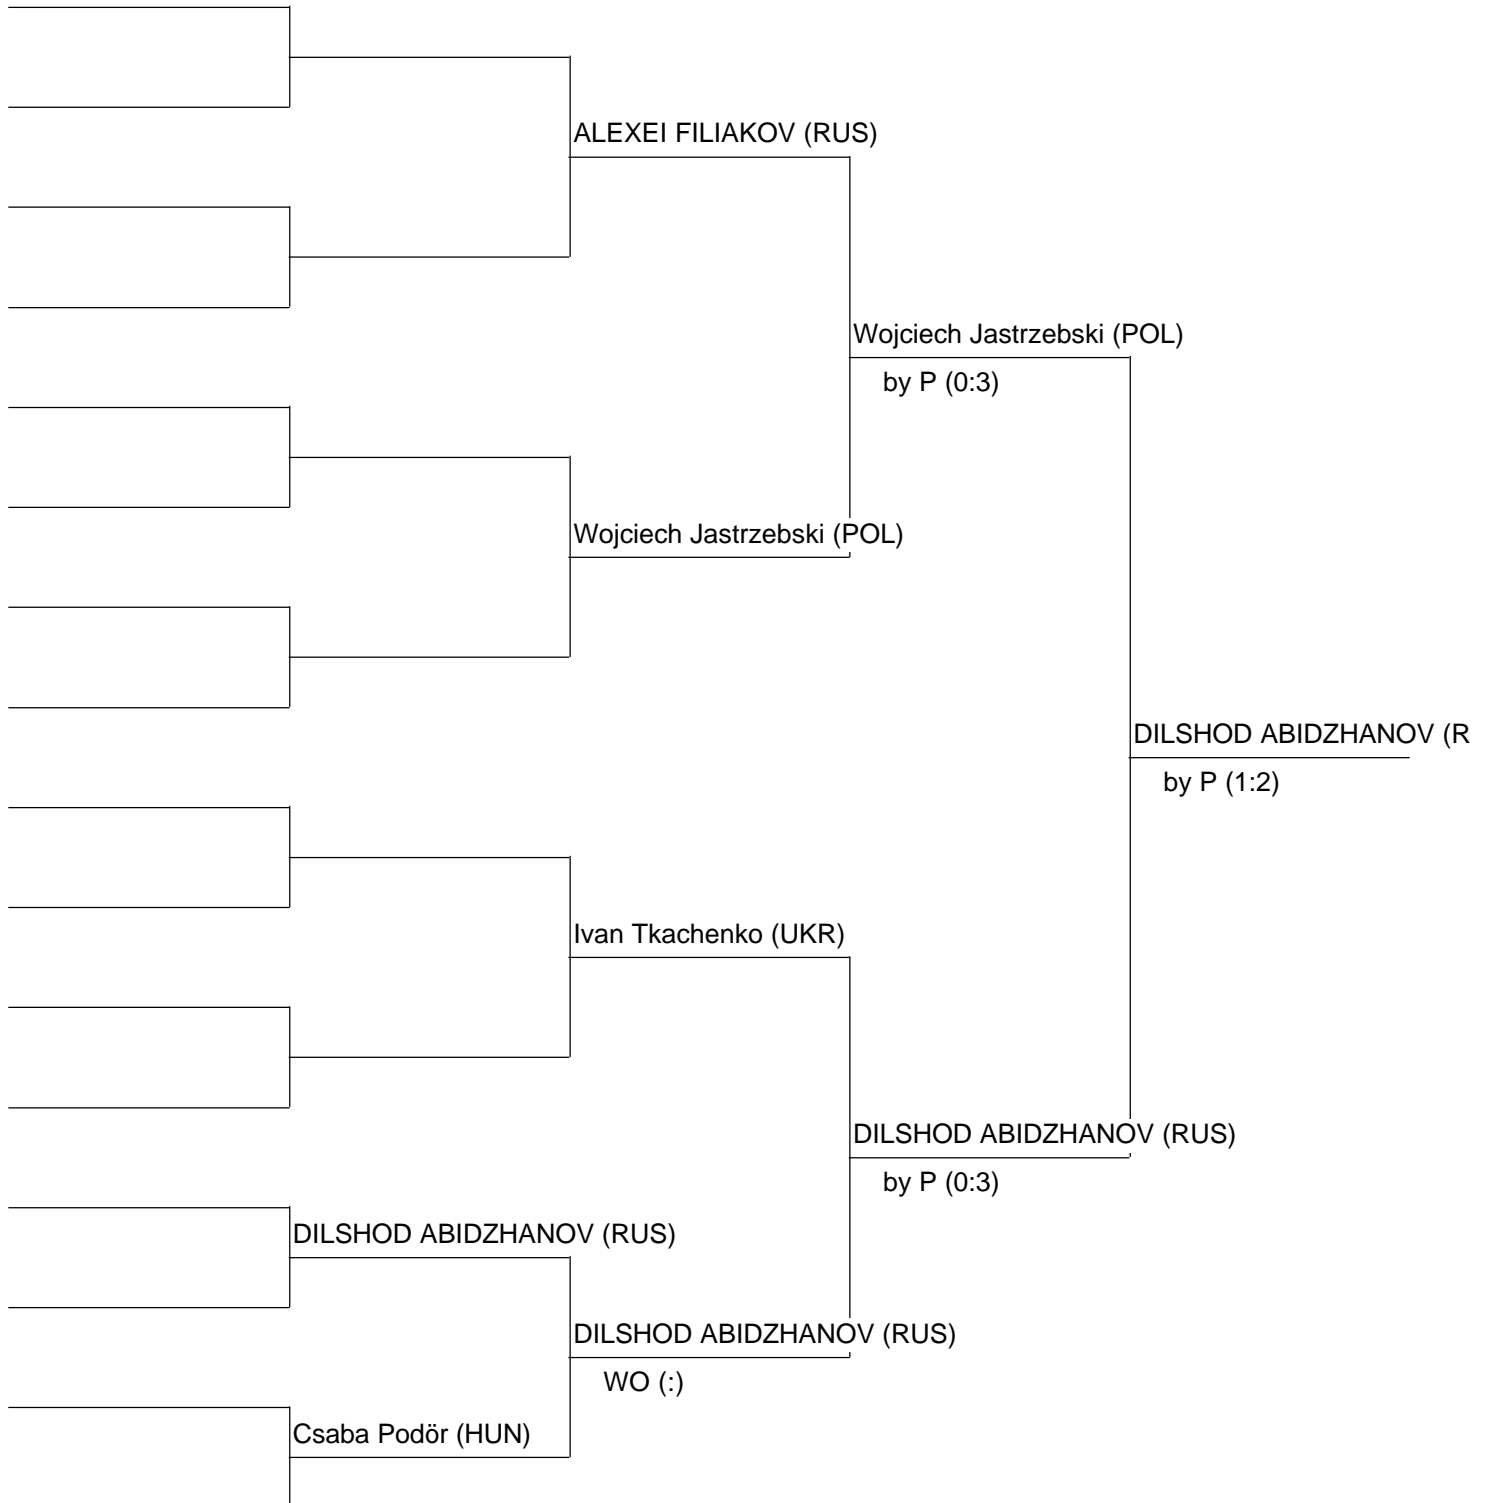 ALEXEI FILIAKOV (RUS)
Wojciech Jastrzebski (POL)
by P (0:3)
Wojciech Jastrzebski (POL)
DILSHOD ABIDZHANOV (R
by P (1:2)
Ivan Tkachenko (UKR)
DILSHOD ABIDZHANOV (RUS)
by P (0:3)
DILSHOD ABIDZHANOV (RUS)
DILSHOD ABIDZHANOV (RUS)
WO (:)
Csaba Podör (HUN)